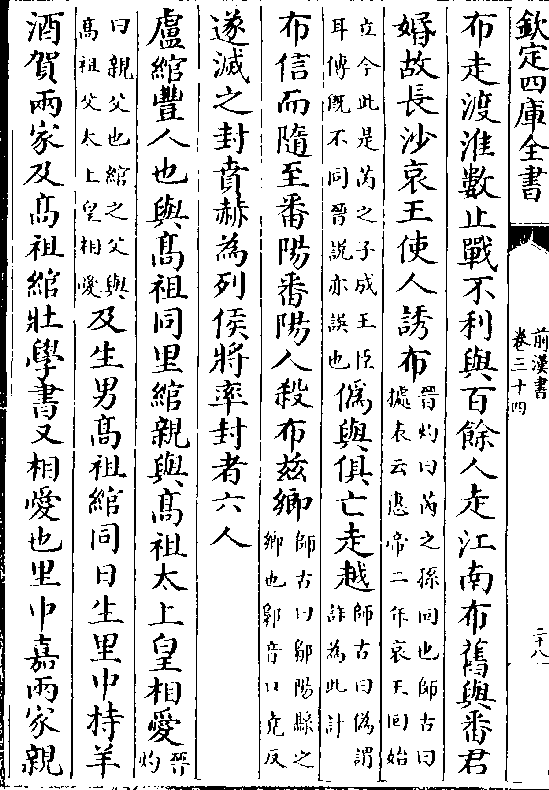 欽定四庫全書
前漢書
卷三十四
二十八
布走渡淮數止戰不利與百餘人走江南布舊與番君
婚故長沙哀王使人誘布晉灼曰芮之孫回也師古曰
據表云惠帝二年哀王回始
立今此是芮之子成王臣
耳傳既不同晉説亦誤也偽與俱亡走越師古曰偽謂
詐為此計
布信而隨至番陽番陽人殺布兹鄉師古曰鄡陽縣之
鄉也鄡音口堯反
遂滅之封賁赫為列侯將率封者六人
盧綰豐人也與髙祖同里綰親與髙祖太上皇相愛晉
灼
曰親父也綰之父與
髙祖父太上皇相愛及生男髙祖綰同日生里中持羊
酒賀兩家及髙祖綰壯學書又相愛也里中嘉兩家親